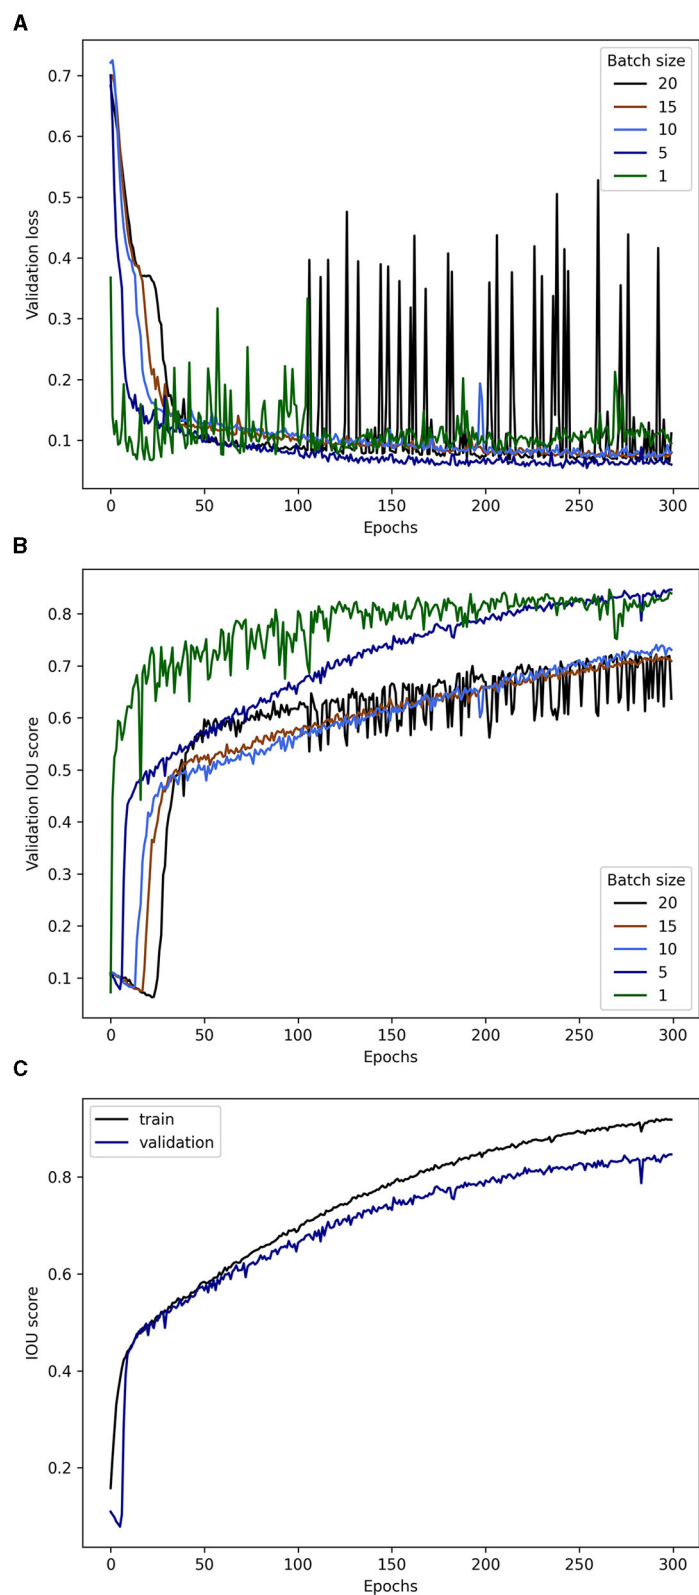 A
0.7
0.6
0.5
0.4
0.3
0.2
0.1
Validation loss
Batch size
20
15
10
5
1
0 50 100 150 200 250 300
Epochs
B
0.8
0.7
0.6
0.5
0.4
0.3
0.2
0.1
Validation IOU score
Batch size
20
15
10
5
1
0 50 100 150 200 250 300
Epochs
C
train
validation
0.8
0.6
0.4
0.2
IOU score
0 50 100 150 200 250 300
Epochs